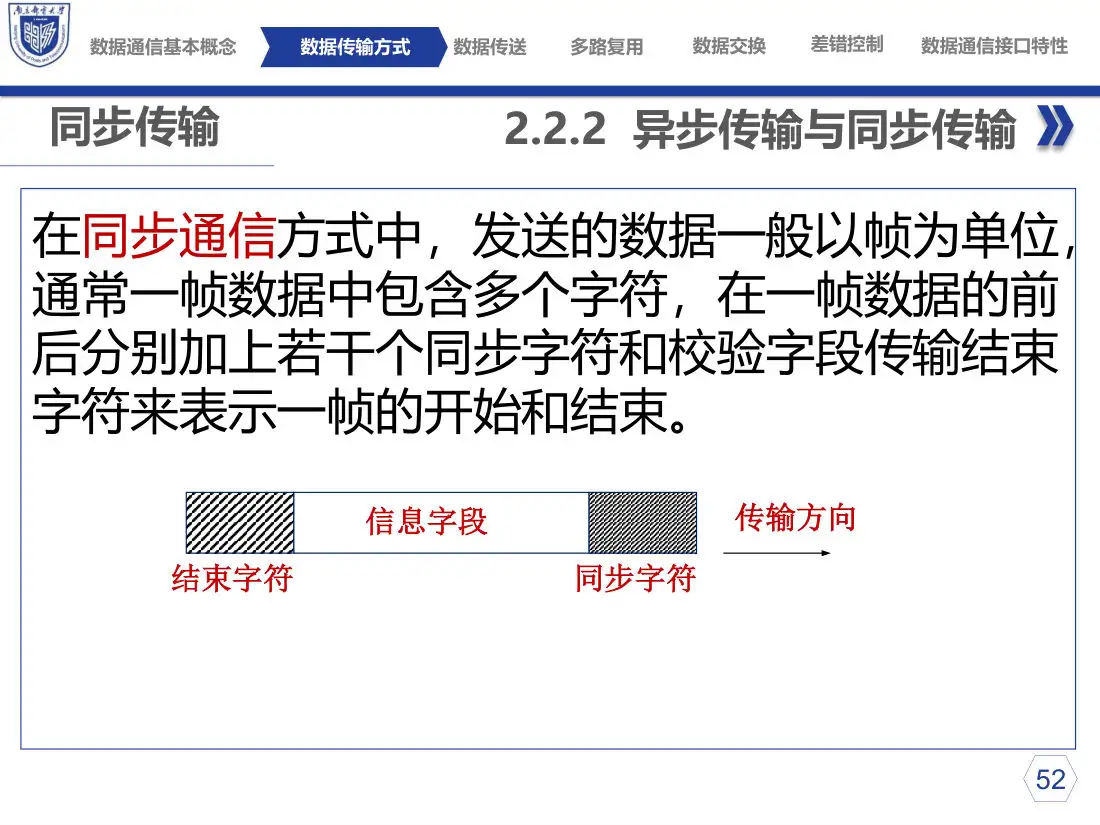 南京邮电大学
数据通信基本概念 数据传输方式 数据传送 多路复用 数据交换 差错控制 数据通信接口特性
同步传输
2.2.2 异步传输与同步传输
在同步通信方式中，发送的数据一般以帧为单位，
通常一帧数据中包含多个字符，在一帧数据的前
后分别加上若干个同步字符和校验字段传输结束
字符来表示一帧的开始和结束。
信息字段
传输方向
结束字符
同步字符
52